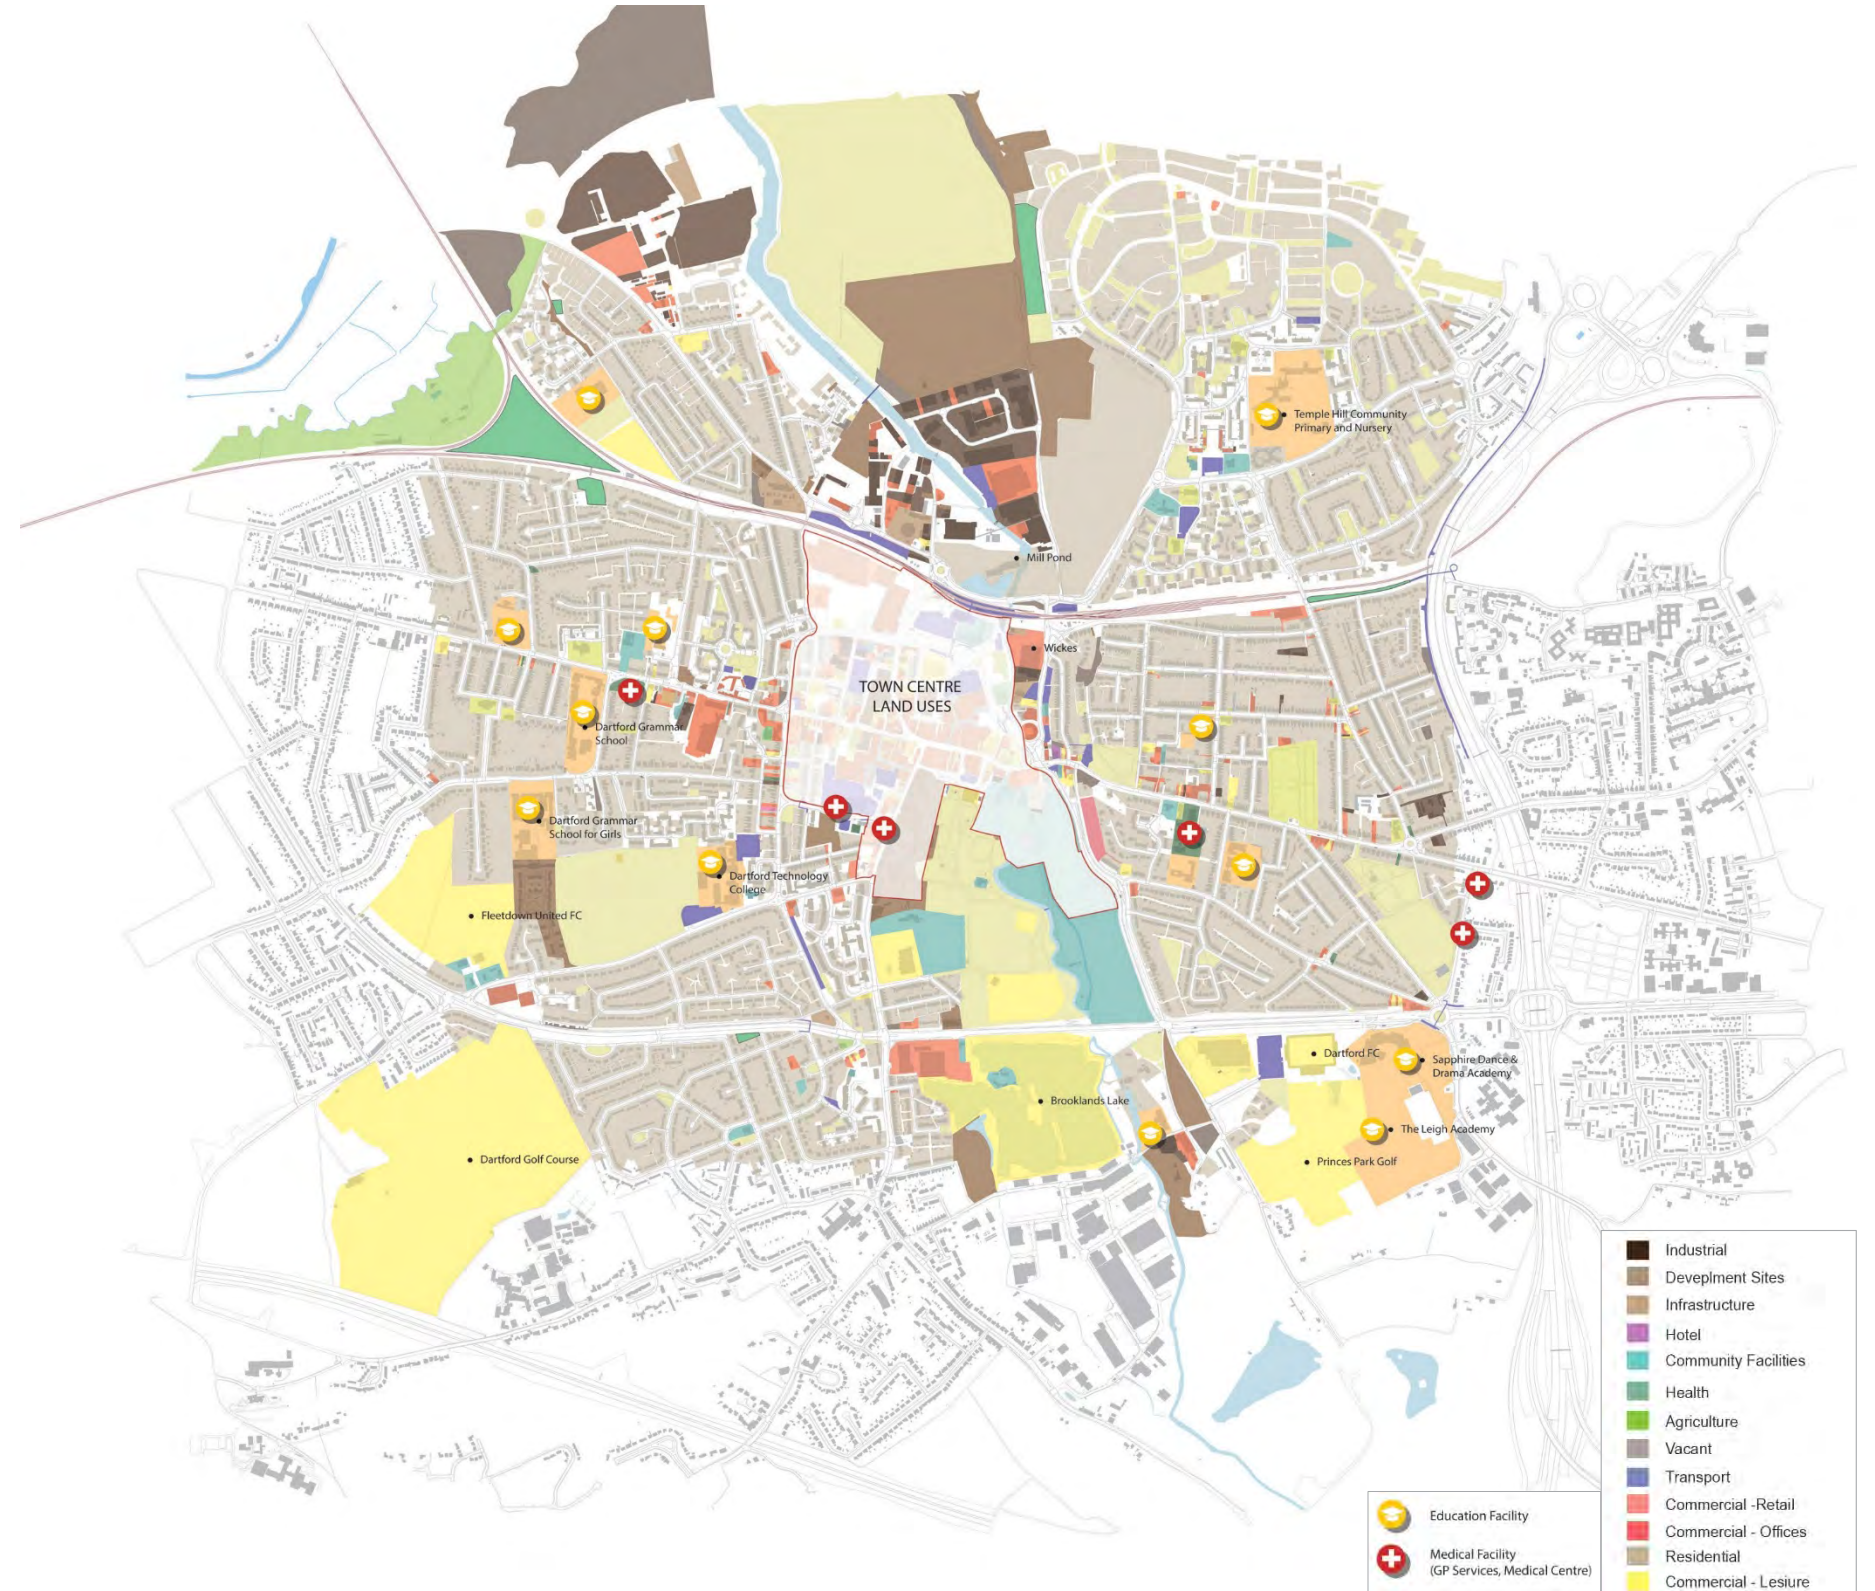 Temple Hill Community
Primary and Nursery
Mill Pond
Wickes
TOWN CENTRE
LAND USES
Dartford Grammar
School
Dartford Grammar
School for Girls
Dartford Technology
College
Fleetdown United FC
Dartford FC
Sapphire Dance &
Drama Academy
Brooklands Lake
The Leigh Academy
Dartford Golf Course
Princes Park Golf
Industrial
Deveplment Sites
Infrastructure
Hotel
Community Facilities
Health
Agriculture
Vacant
Transport
Commercial -Retail
Commercial - Offices
Residential
Commercial - Lesiure
Education Facility
Medical Facility
(GP Services, Medical Centre)